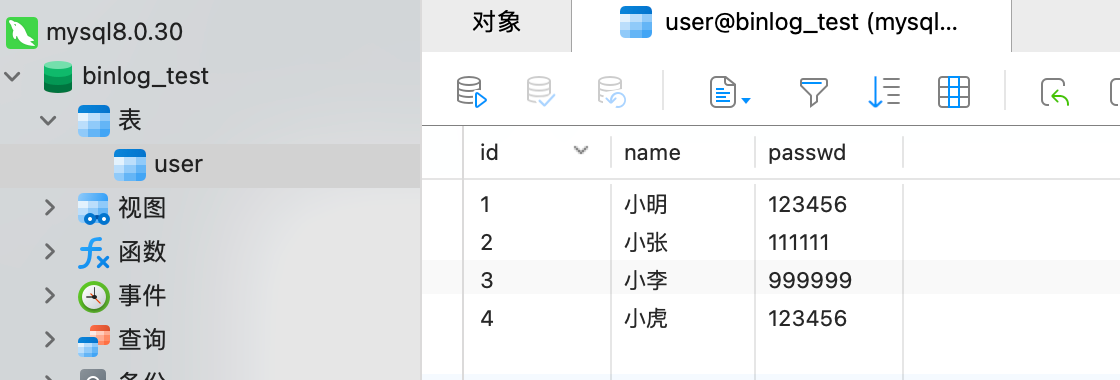 mysql8.0.30
binlog_test
表
user
视图
函数
事件
查询
备份
对象
user@binlog_test (mysql...
id name passwd
1 小明 123456
2 小张 111111
3 小李 999999
4 小虎 123456